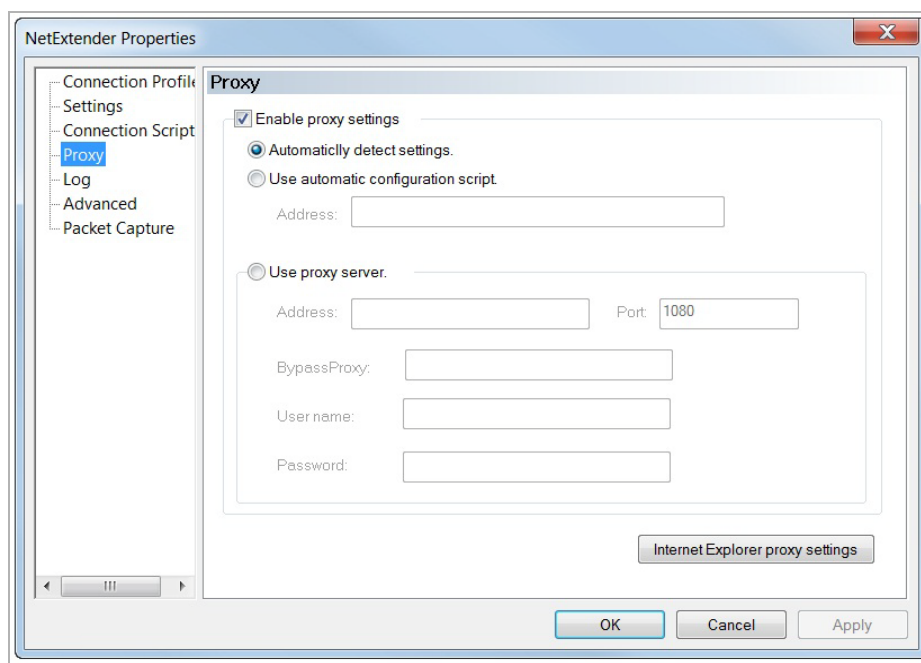 NetExtender Properties
Connection Profile
Settings
Connection Script
Proxy
Log
Advanced
Packet Capture
Proxy
Enable proxy settings
Automaticlly detect settings.
Use automatic configuration script.
Address:
Use proxy server.
Address:
Port:
1080
BypassProxy:
User name:
Password:
Internet Explorer proxy settings
OK
Cancel
Apply